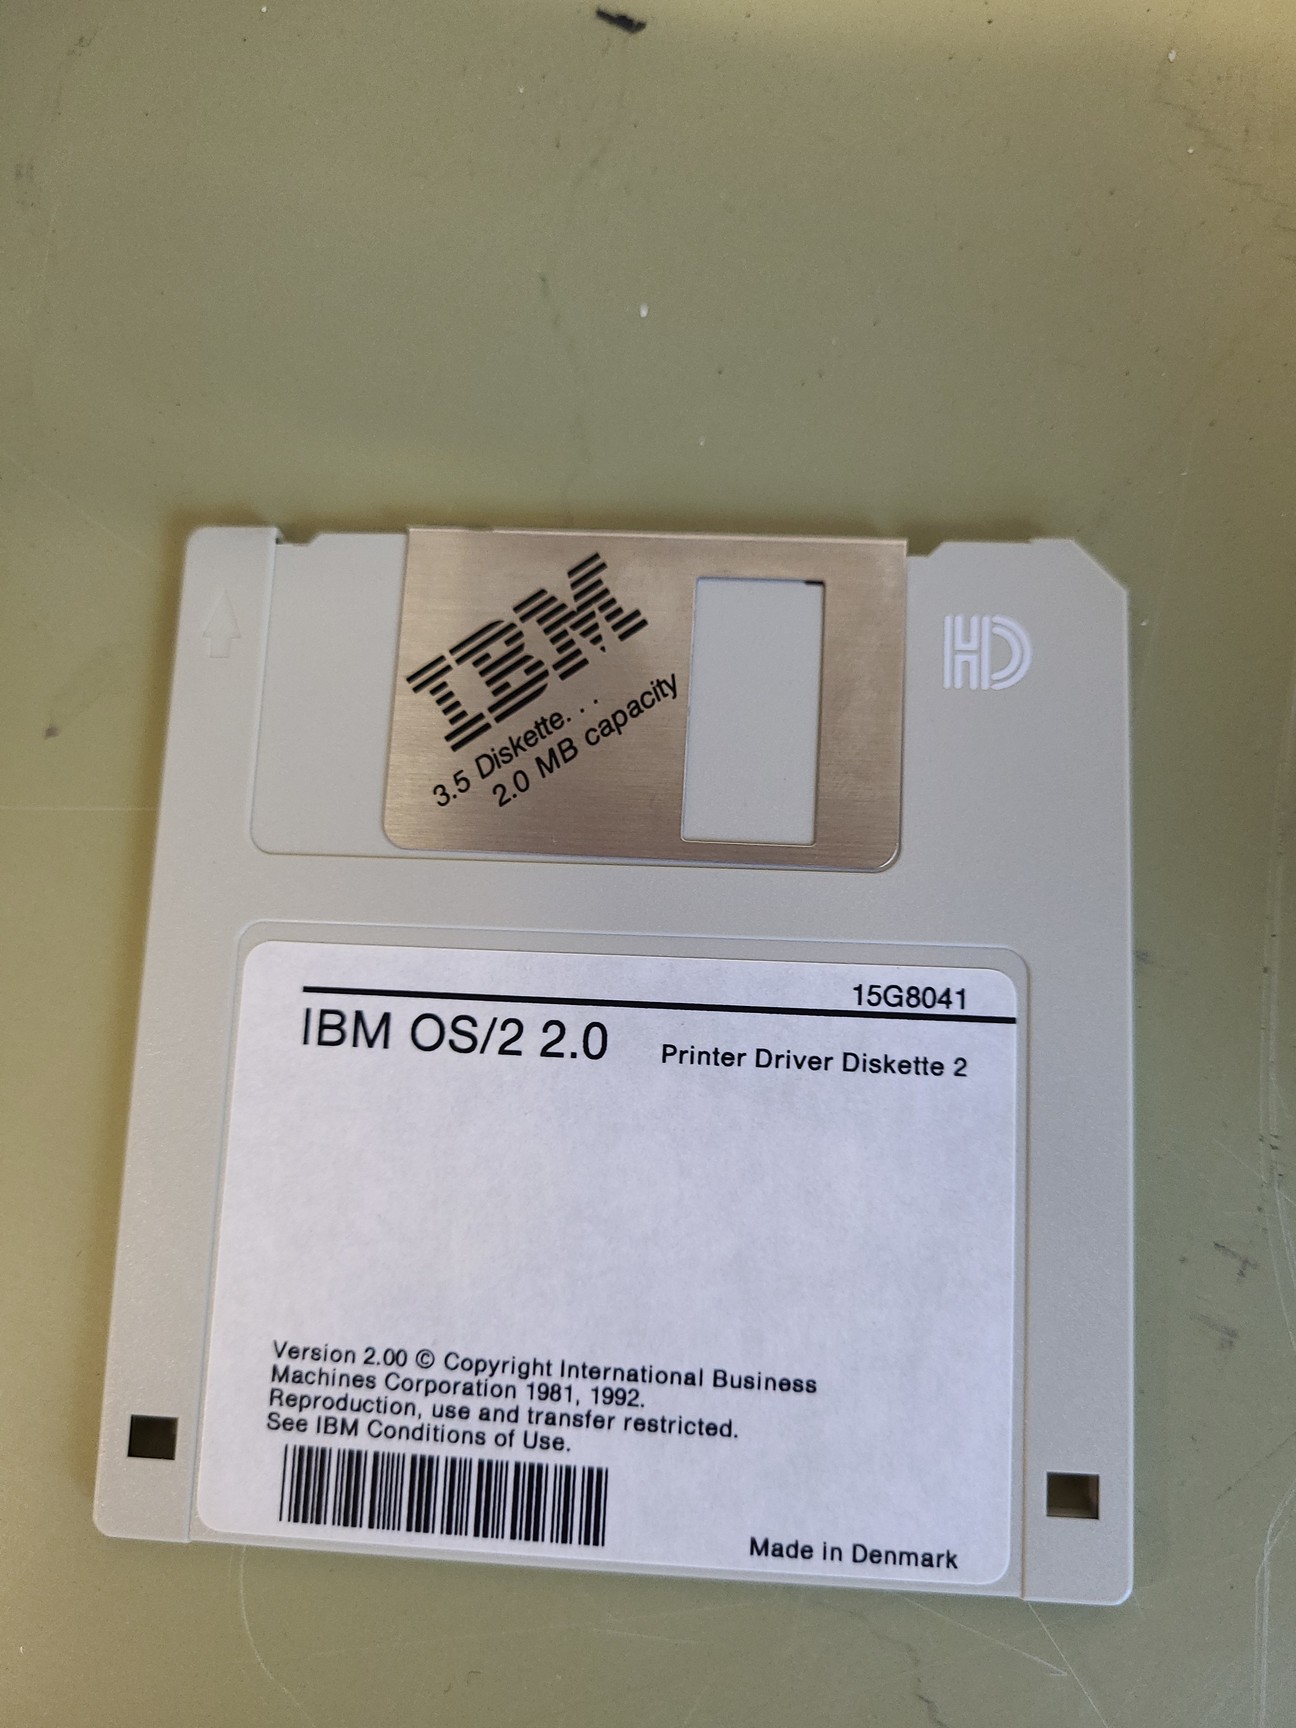 IBM
3.5 Diskette. . .
2.0 MB capacity
HD
15G8041
IBM OS/2 2.0 Printer Driver Diskette 2
Version 2.00 © Copyright International Business
Machines Corporation 1981, 1992.
Reproduction, use and transfer restricted.
See IBM Conditions of Use.
Made in Denmark